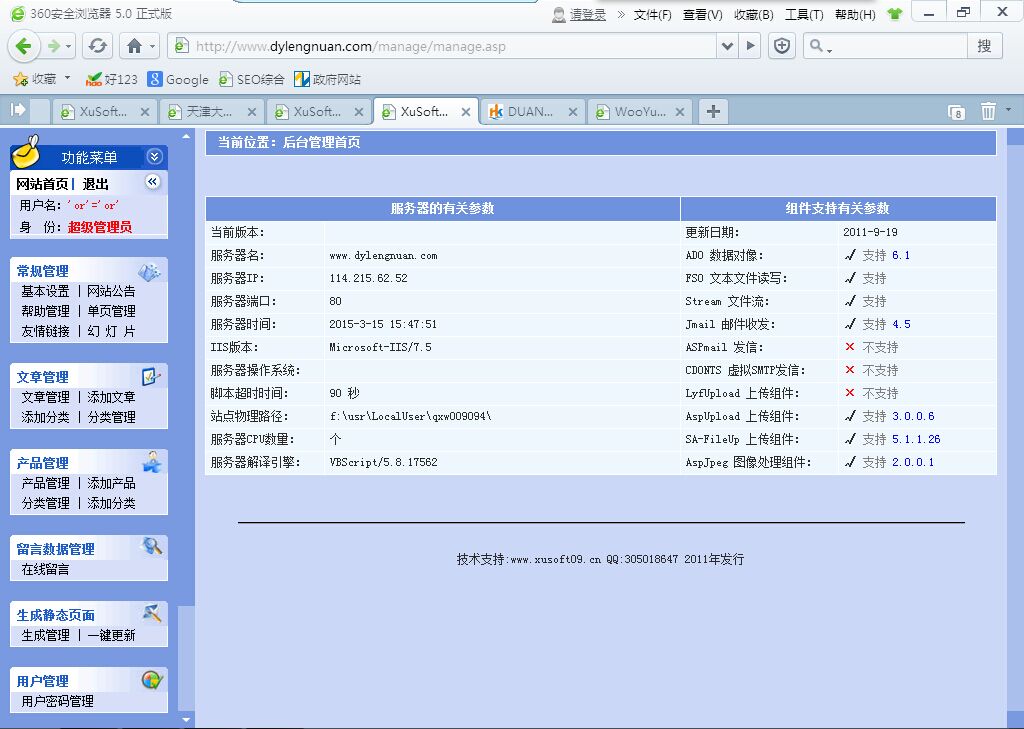 360安全浏览器 5.0 正式版
请登录 » 文件(F) 查看(V) 收藏(B) 工具(T) 帮助(H)
http://www.dylengnuan.com/manage/manage.asp
搜
收藏 好123 Google SEO综合 政府网站
XuSoft... 天津大... XuSoft... XuSoft... DUAN... WooYu...
8
功能菜单
网站首页| 退出
用户名: 'or'='or'
身 份: 超级管理员
常规管理
基本设置 | 网站公告
帮助管理 | 单页管理
友情链接 | 幻 灯 片
文章管理
文章管理 | 添加文章
添加分类 | 分类管理
产品管理
产品管理 | 添加产品
分类管理 | 添加分类
留言数据管理
在线留言
生成静态页面
生成管理 | 一键更新
用户管理
用户密码管理
当前位置: 后台管理首页
服务器的有关参数 组件支持有关参数
当前版本: 更新日期: 2011-9-19
服务器名: www.dylengnuan.com ADO 数据对像: √ 支持 6.1
服务器IP: 114.215.62.52 FSO 文本文件读写: √ 支持
服务器端口: 80 Stream 文件流: √ 支持
服务器时间: 2015-3-15 15:47:51 Jmail 邮件收发: √ 支持 4.5
IIS版本: Microsoft-IIS/7.5 ASPmail 发信: × 不支持
服务器操作系统: CDONTS 虚拟SMTP发信: × 不支持
脚本超时时间: 90 秒 LyfUpload 上传组件: × 不支持
站点物理路径: f:\usr\LocalUser\qxw009094\ AspUpload 上传组件: √ 支持 3.0.0.6
服务器CPU数量: 个 SA-FileUp 上传组件: √ 支持 5.1.1.26
服务器解译引擎: VBScript/5.8.17562 AspJpeg 图像处理组件: √ 支持 2.0.0.1
技术支持:www.xusoft09.cn QQ:305018647 2011年发行